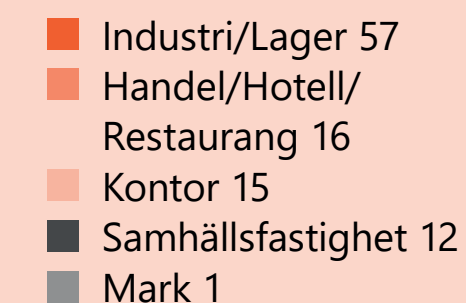 Industri/Lager 57
Handel/Hotell/
Restaurang 16
Kontor 15
Samhällsfastighet 12
Mark 1